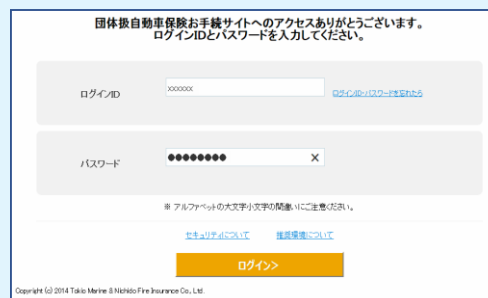 団体扱自動車保険お手続サイトへのアクセスありがとうございます。
ログインIDとパスワードを入力してください。
ログインID
xxxxxx
ログインID・パスワードを忘れたら
パスワード
●●●●●●●● ×
※ アルファベットの大文字小文字の間違いにご注意ください。
セキュリティについて 推奨環境について
ログイン>
Copyright (c) 2014 Tokio Marine & Nichido Fire Insurance Co., Ltd.